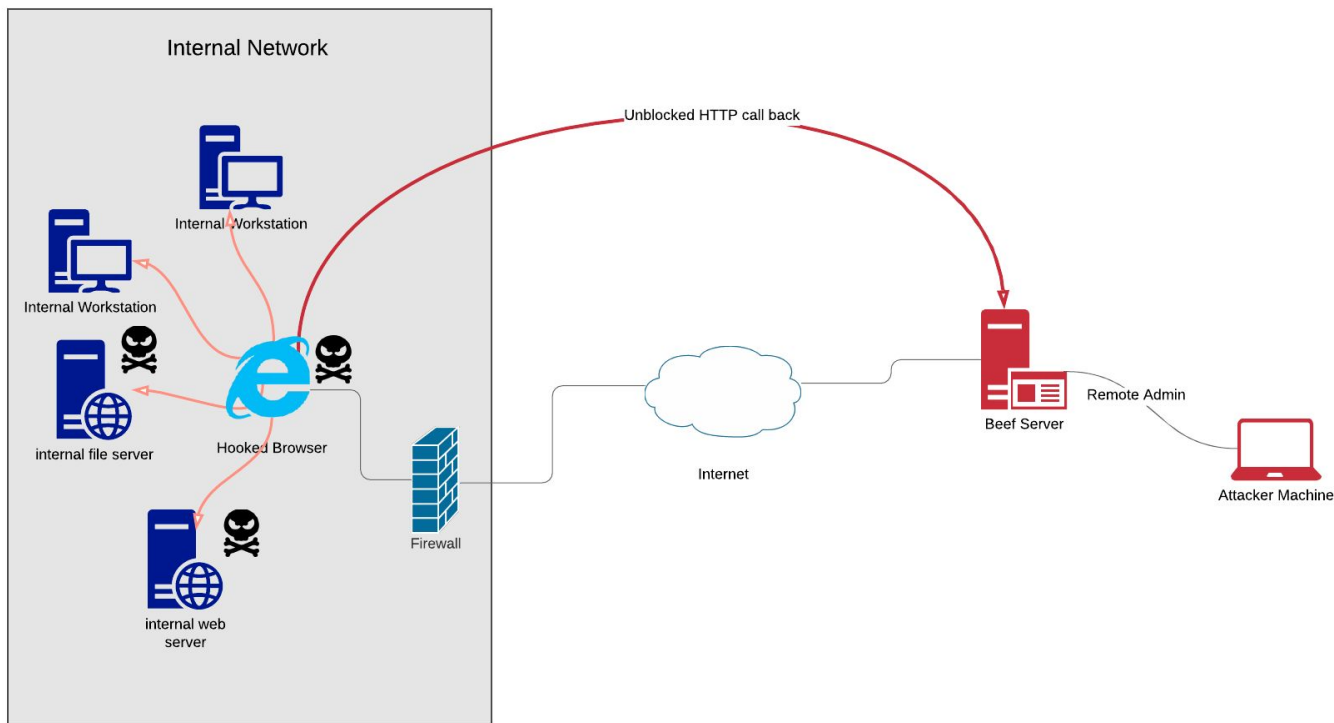 Internal Network
Unblocked HTTP call back
Internal Workstation
Internal Workstation
internal file server
Hooked Browser
internal web
server
Firewall
Internet
Beef Server
Remote Admin
Attacker Machine